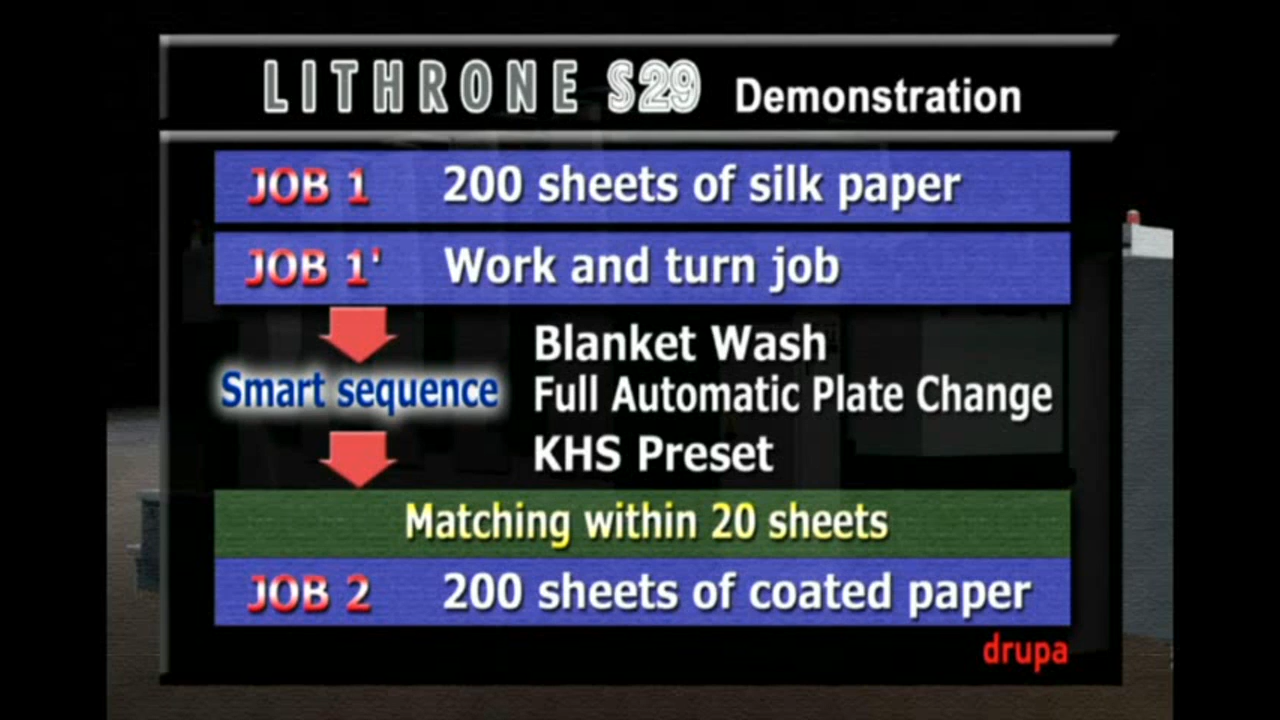 LITHRONE S29 Demonstration
JOB 1 200 sheets of silk paper
JOB 1' Work and turn job
Blanket Wash
Smart sequence Full Automatic Plate Change
KHS Preset
Matching within 20 sheets
JOB 2 200 sheets of coated paper
drupa